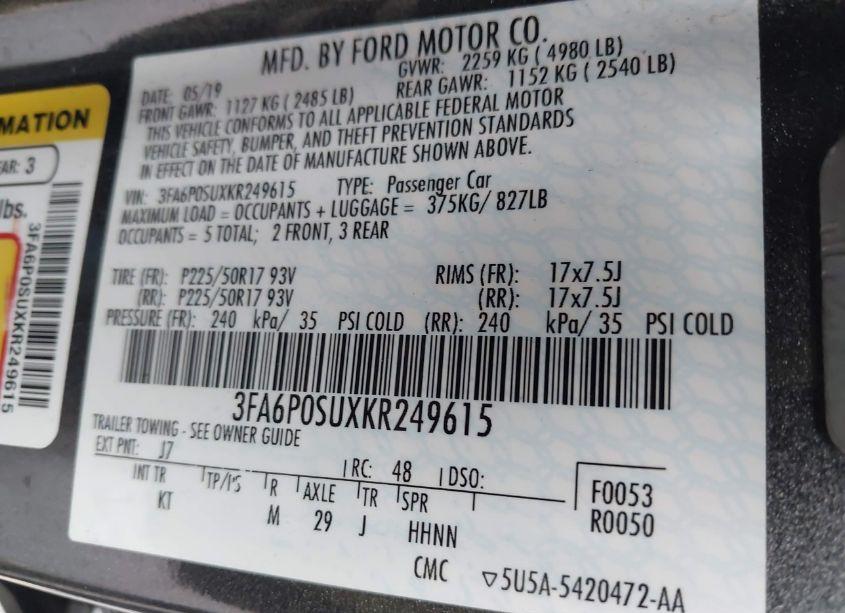 MFD. BY FORD MOTOR CO.
DATE: 05/19 GVWR: 2259 KG ( 4980 LB)
FRONT GAWR: 1127 KG ( 2485 LB) REAR GAWR: 1152 KG ( 2540 LB)
THIS VEHICLE CONFORMS TO ALL APPLICABLE FEDERAL MOTOR
VEHICLE SAFETY, BUMPER, AND THEFT PREVENTION STANDARDS
IN EFFECT ON THE DATE OF MANUFACTURE SHOWN ABOVE.
VIN: 3FA6P0SUXKR249615 TYPE: Passenger Car
MAXIMUM LOAD = OCCUPANTS + LUGGAGE = 375KG/ 827LB
OCCUPANTS = 5 TOTAL; 2 FRONT, 3 REAR
TIRE (FR): P225/50R17 93V RIMS (FR): 17x7.5J
(RR): P225/50R17 93V (RR): 17x7.5J
PRESSURE (FR): 240 kPa/ 35 PSI COLD (RR): 240 kPa/ 35 PSI COLD
3FA6P0SUXKR249615
TRAILER TOWING - SEE OWNER GUIDE
EXT PNT: J7 RC: 48 DSO:
INT TR TP/PS R AXLE TR SPR F0053
KT M 29 J HHNN R0050
CMC ▽5U5A-5420472-AA
MATION
EAR: 3
lbs.
3FA6P0SUXKR249615